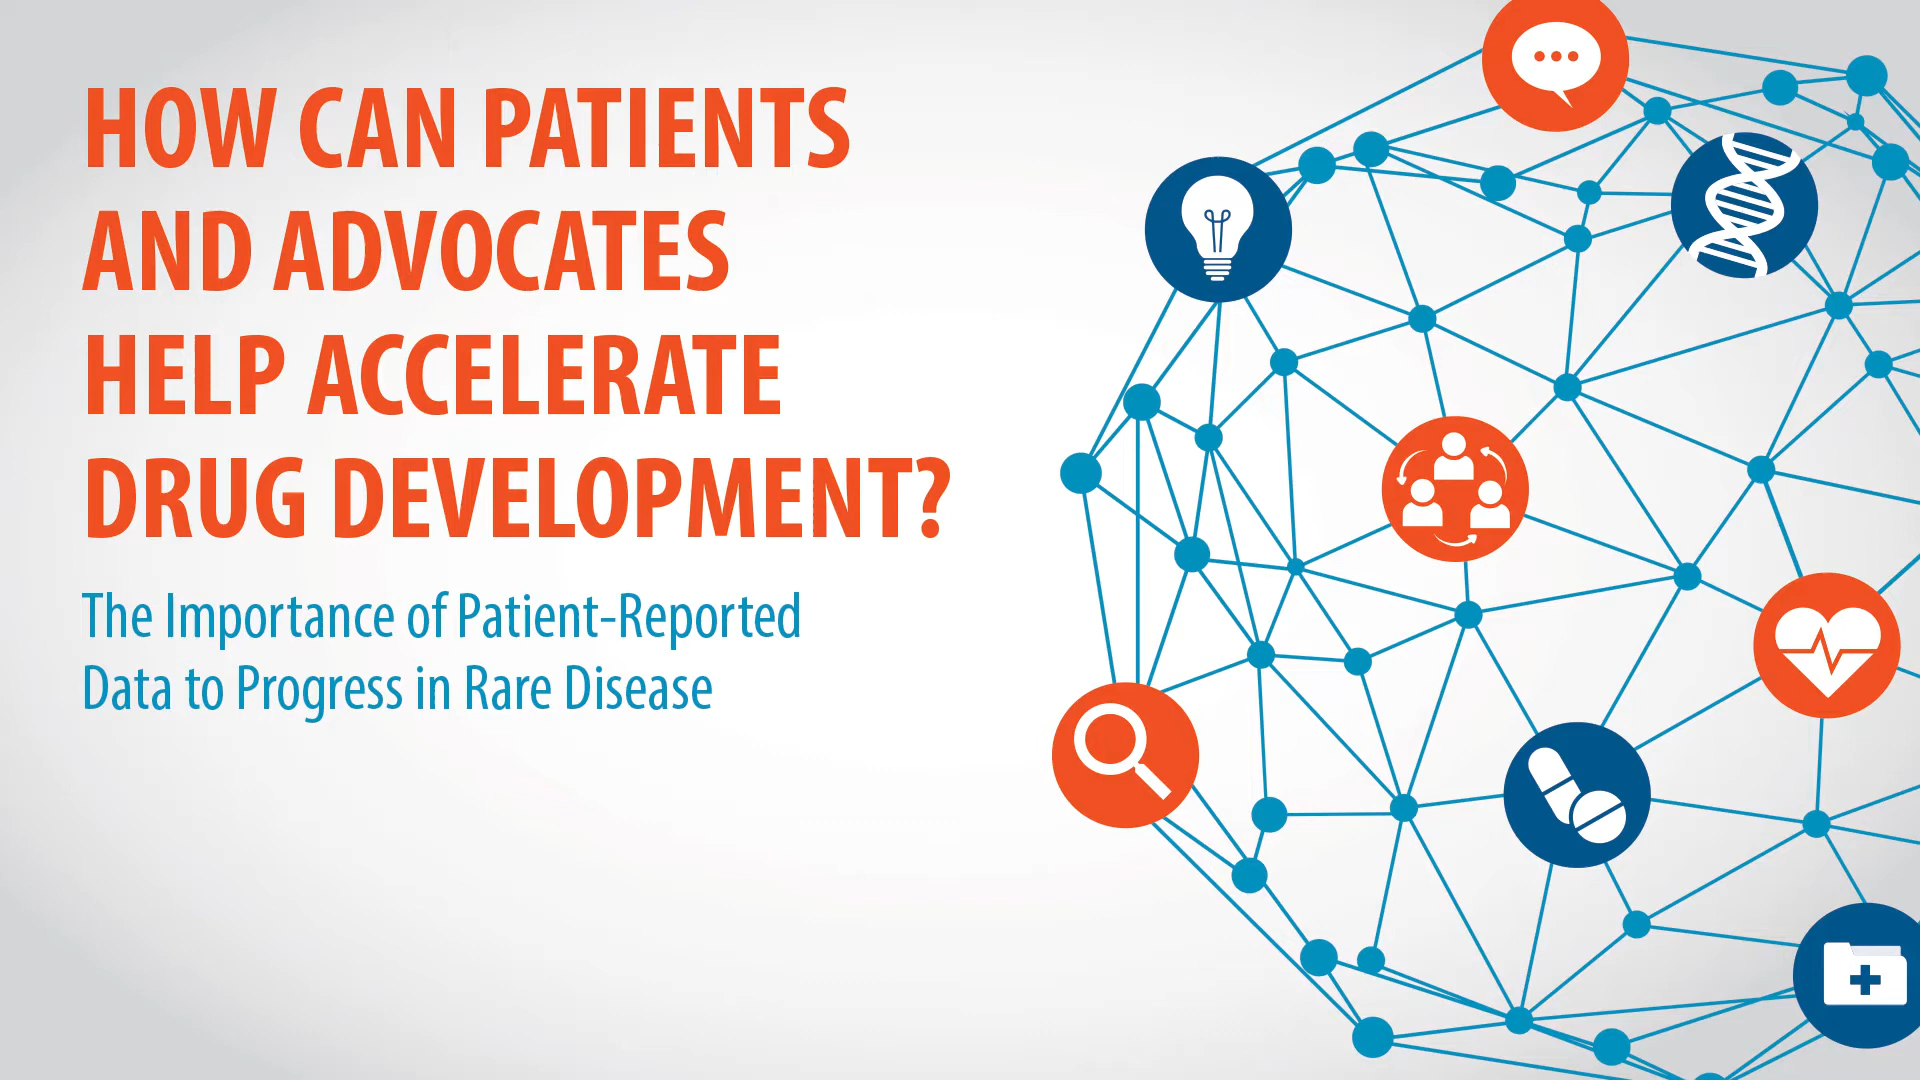 HOW CAN PATIENTS
AND ADVOCATES
HELP ACCELERATE
DRUG DEVELOPMENT?
The Importance of Patient-Reported
Data to Progress in Rare Disease